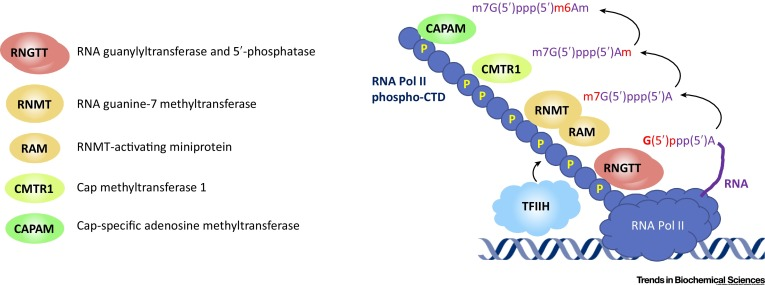 RNGTT RNA guanylyltransferase and 5′-phosphatase
RNMT RNA guanine-7 methyltransferase
RAM RNMT-activating miniprotein
CMTR1 Cap methyltransferase 1
CAPAM Cap-specific adenosine methyltransferase
m7G(5′)ppp(5′)m6Am
CAPAM
P
m7G(5′)ppp(5′)Am
RNA Pol II
phospho-CTD
CMTR1
P
P
m7G(5′)ppp(5′)A
RNMT
P
RAM
P
G(5′)ppp(5′)A
P
RNGTT
P
RNA
TFIIH
RNA Pol II
Trends in Biochemical Sciences